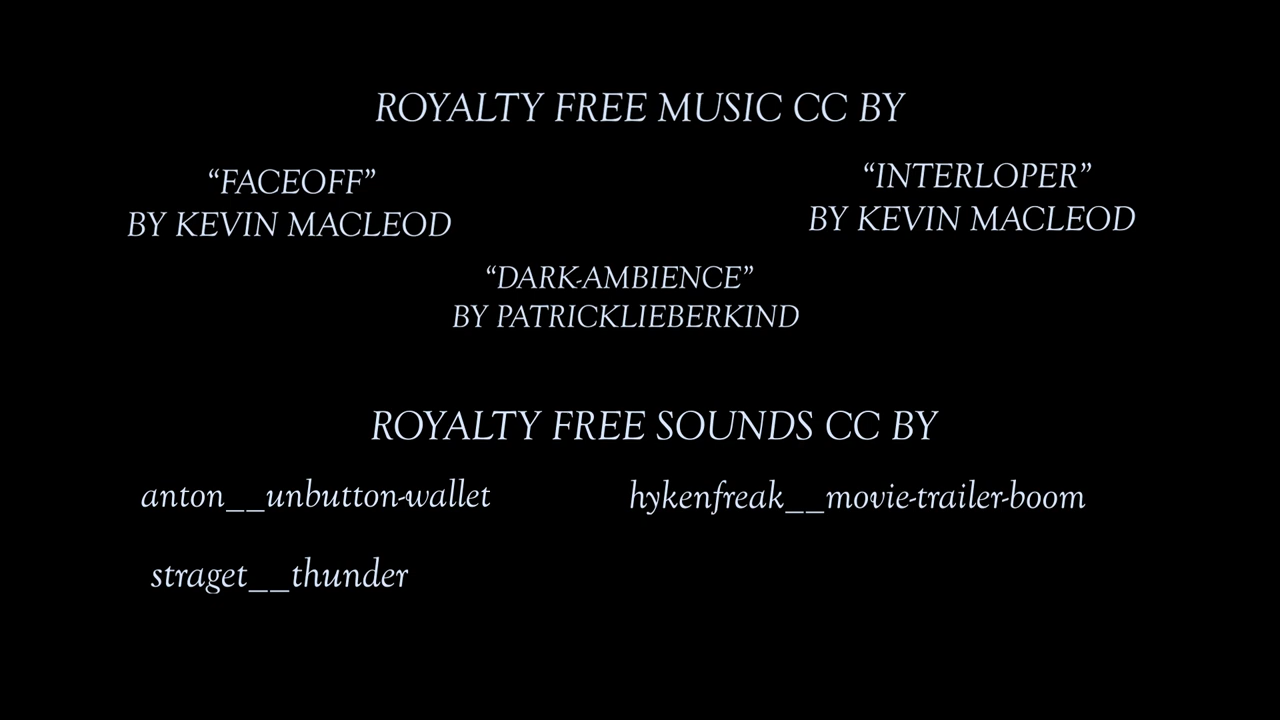 ROYALTY FREE MUSIC CC BY
“FACEOFF”
BY KEVIN MACLEOD
“INTERLOPER”
BY KEVIN MACLEOD
“DARK-AMBIENCE”
BY PATRICKLIEBERKIND
ROYALTY FREE SOUNDS CC BY
anton__unbutton-wallet
hykenfreak__movie-trailer-boom
straget__thunder